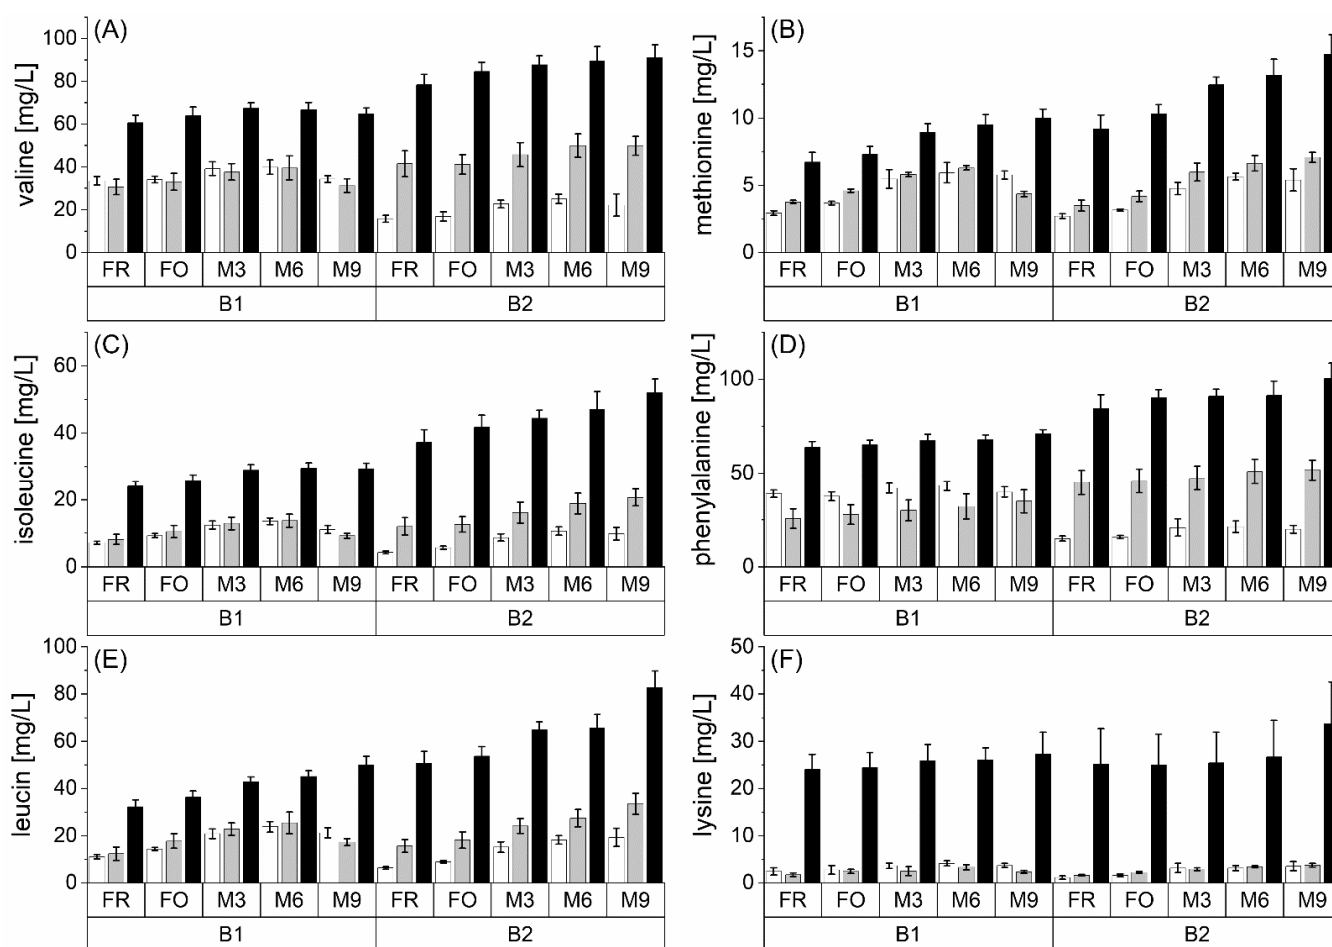 (A)
valine [mg/L]
100
80
60
40
20
0
FR FO M3 M6 M9 FR FO M3 M6 M9
B1 B2
(B)
methionine [mg/L]
15
10
5
0
FR FO M3 M6 M9 FR FO M3 M6 M9
B1 B2
(C)
isoleucine [mg/L]
60
40
20
0
FR FO M3 M6 M9 FR FO M3 M6 M9
B1 B2
(D)
phenylalanine [mg/L]
100
50
0
FR FO M3 M6 M9 FR FO M3 M6 M9
B1 B2
(E)
leucin [mg/L]
100
80
60
40
20
0
FR FO M3 M6 M9 FR FO M3 M6 M9
B1 B2
(F)
lysine [mg/L]
50
40
30
20
10
0
FR FO M3 M6 M9 FR FO M3 M6 M9
B1 B2